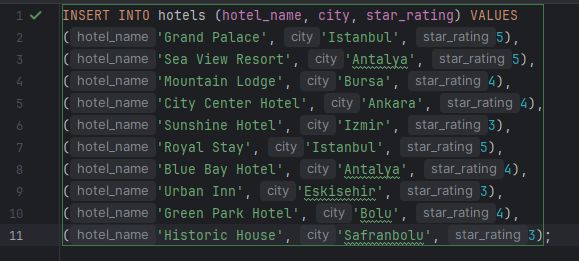 1 INSERT INTO hotels (hotel_name, city, star_rating) VALUES
2 ( hotel_name 'Grand Palace', city 'Istanbul', star_rating 5),
3 ( hotel_name 'Sea View Resort', city 'Antalya', star_rating 5),
4 ( hotel_name 'Mountain Lodge', city 'Bursa', star_rating 4),
5 ( hotel_name 'City Center Hotel', city 'Ankara', star_rating 4),
6 ( hotel_name 'Sunshine Hotel', city 'Izmir', star_rating 3),
7 ( hotel_name 'Royal Stay', city 'Istanbul', star_rating 5),
8 ( hotel_name 'Blue Bay Hotel', city 'Antalya', star_rating 4),
9 ( hotel_name 'Urban Inn', city 'Eskisehir', star_rating 3),
10 ( hotel_name 'Green Park Hotel', city 'Bolu', star_rating 4),
11 ( hotel_name 'Historic House', city 'Safranbolu', star_rating 3);